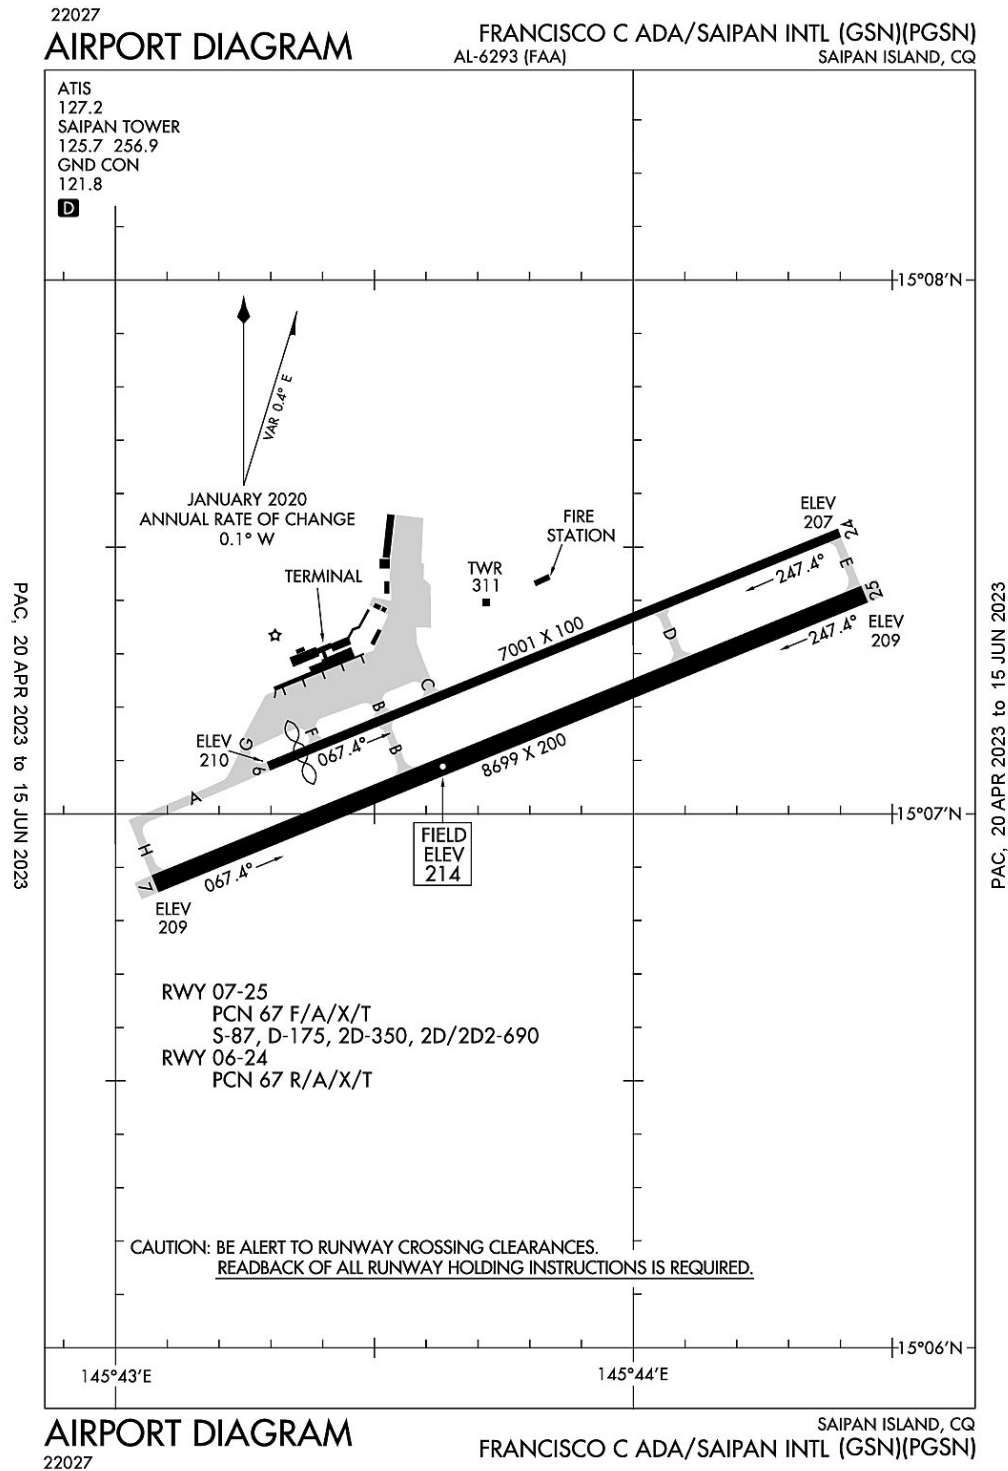 22027
AIRPORT DIAGRAM
AL-6293 (FAA)
FRANCISCO C ADA/SAIPAN INTL (GSN)(PGSN)
SAIPAN ISLAND, CQ
ATIS
127.2
SAIPAN TOWER
125.7 256.9
GND CON
121.8
D
15°08'N
VAR 0.4° E
JANUARY 2020
ANNUAL RATE OF CHANGE
0.1° W
FIRE
STATION
ELEV
207
24
TERMINAL
TWR
311
247.4°
E
25
ELEV
209
247.4°
7001 X 100
D
C
B
F
G
ELEV
210
6
067.4°
B
8699 X 200
A
15°07'N
FIELD
ELEV
214
H
7
067.4°
ELEV
209
RWY 07-25
PCN 67 F/A/X/T
S-87, D-175, 2D-350, 2D/2D2-690
RWY 06-24
PCN 67 R/A/X/T
CAUTION: BE ALERT TO RUNWAY CROSSING CLEARANCES.
READBACK OF ALL RUNWAY HOLDING INSTRUCTIONS IS REQUIRED.
15°06'N
145°43'E
145°44'E
PAC, 20 APR 2023 to 15 JUN 2023
PAC, 20 APR 2023 to 15 JUN 2023
AIRPORT DIAGRAM
22027
SAIPAN ISLAND, CQ
FRANCISCO C ADA/SAIPAN INTL (GSN)(PGSN)